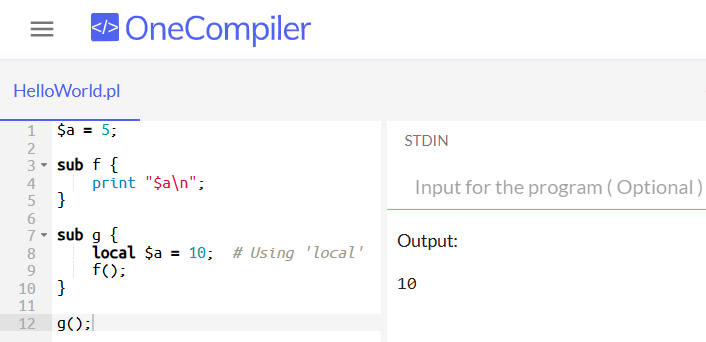 </> OneCompiler
HelloWorld.pl
1 $a = 5;
2
3 sub f {
4     print "$a\n";
5 }
6
7 sub g {
8     local $a = 10;  # Using 'local'
9     f();
10 }
11
12 g();
STDIN
Input for the program ( Optional )
Output:
10